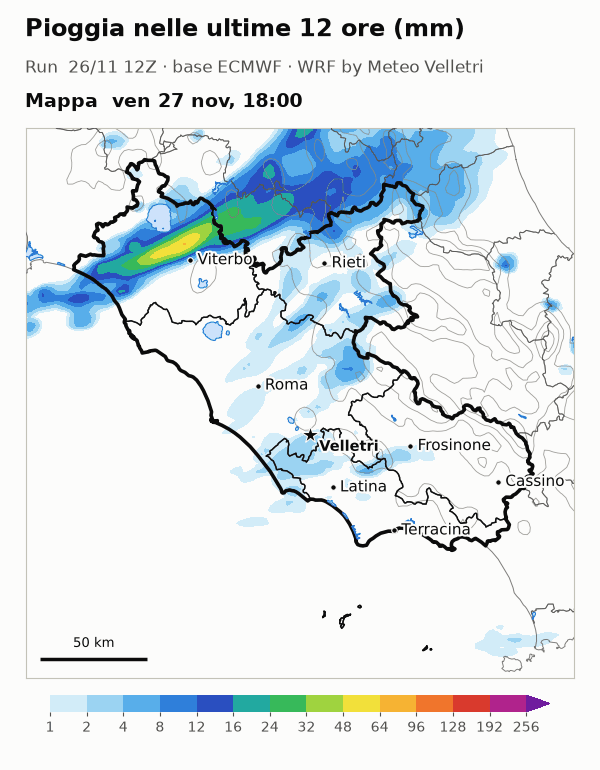 Pioggia nelle ultime 12 ore (mm)
Run  26/11 12Z · base ECMWF · WRF by Meteo Velletri
Mappa  ven 27 nov, 18:00
Viterbo
Rieti
Roma
Velletri
Frosinone
Cassino
Latina
Terracina
50 km
1 2 4 8 12 16 24 32 48 64 96 128 192 256